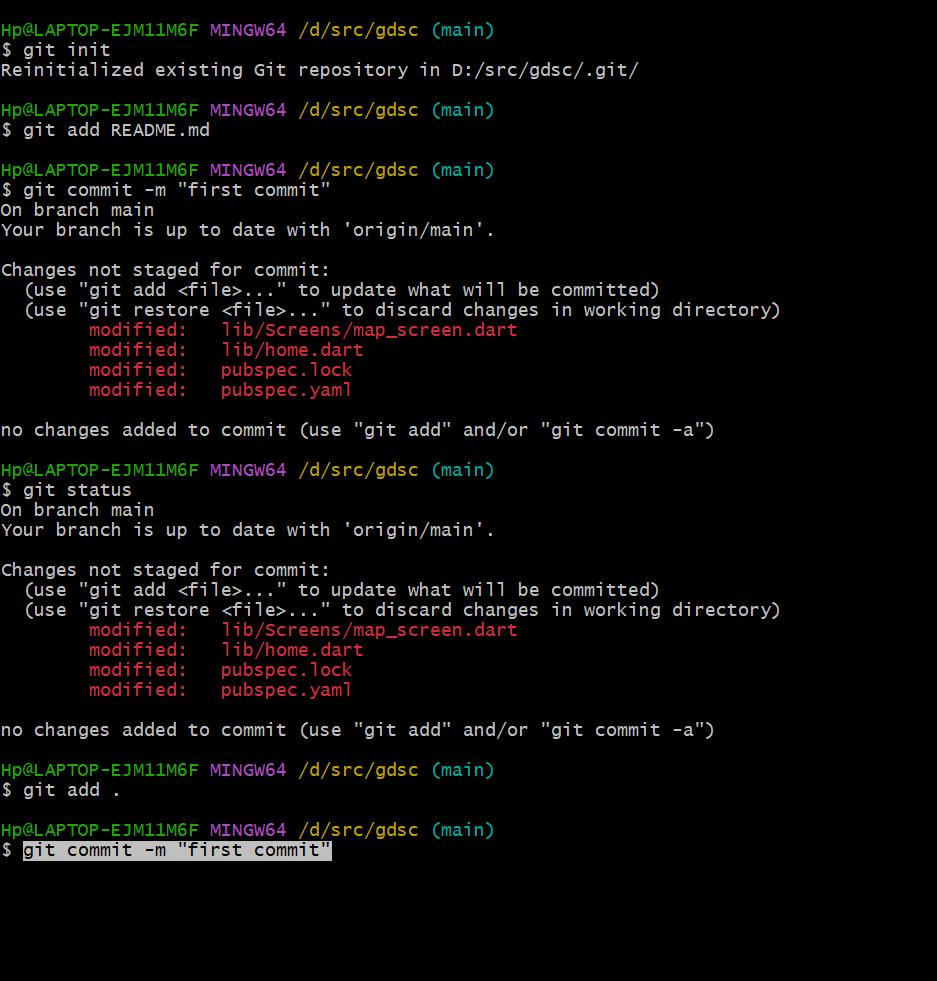 Hp@LAPTOP-EJM11M6F MINGW64 /d/src/gdsc (main)
$ git init
Reinitialized existing Git repository in D:/src/gdsc/.git/
Hp@LAPTOP-EJM11M6F MINGW64 /d/src/gdsc (main)
$ git add README.md
Hp@LAPTOP-EJM11M6F MINGW64 /d/src/gdsc (main)
$ git commit -m "first commit"
On branch main
Your branch is up to date with 'origin/main'.
Changes not staged for commit:
  (use "git add <file>..." to update what will be committed)
  (use "git restore <file>..." to discard changes in working directory)
        modified:   lib/Screens/map_screen.dart
        modified:   lib/home.dart
        modified:   pubspec.lock
        modified:   pubspec.yaml
no changes added to commit (use "git add" and/or "git commit -a")
Hp@LAPTOP-EJM11M6F MINGW64 /d/src/gdsc (main)
$ git status
On branch main
Your branch is up to date with 'origin/main'.
Changes not staged for commit:
  (use "git add <file>..." to update what will be committed)
  (use "git restore <file>..." to discard changes in working directory)
        modified:   lib/Screens/map_screen.dart
        modified:   lib/home.dart
        modified:   pubspec.lock
        modified:   pubspec.yaml
no changes added to commit (use "git add" and/or "git commit -a")
Hp@LAPTOP-EJM11M6F MINGW64 /d/src/gdsc (main)
$ git add .
Hp@LAPTOP-EJM11M6F MINGW64 /d/src/gdsc (main)
$ git commit -m "first commit"